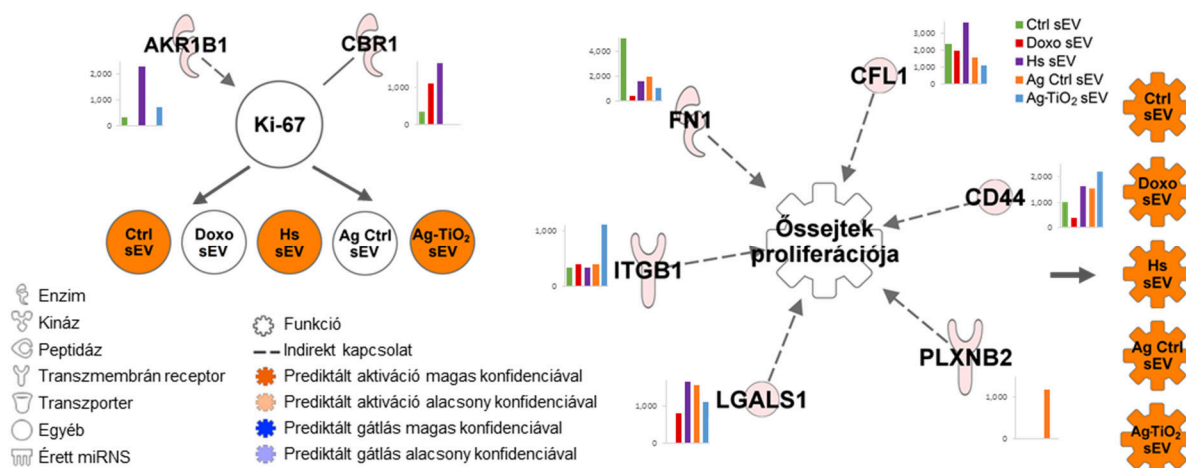 AKR1B1
CBR1
2,000
1,000
0
2,000
1,000
0
Ki-67
Ctrl
sEV
Doxo
sEV
Hs
sEV
Ag Ctrl
sEV
Ag-TiO₂
sEV
Enzim
Kináz
Peptidáz
Transzmembrán receptor
Transzporter
Egyéb
Érett miRNS
Funkció
Indirekt kapcsolat
Prediktált aktiváció magas konfidenciával
Prediktált aktiváció alacsony konfidenciával
Prediktált gátlás magas konfidenciával
Prediktált gátlás alacsony konfidenciával
4,000
2,000
0
FN1
3,000
2,000
1,000
0
CFL1
Ctrl sEV
Doxo sEV
Hs sEV
Ag Ctrl sEV
Ag-TiO₂ sEV
CD44
2,000
1,000
0
Őssejtek
proliferációja
1,000
0
ITGB1
1,000
0
LGALS1
PLXNB2
1,000
0
Ctrl
sEV
Doxo
sEV
Hs
sEV
Ag Ctrl
sEV
Ag-TiO₂
sEV